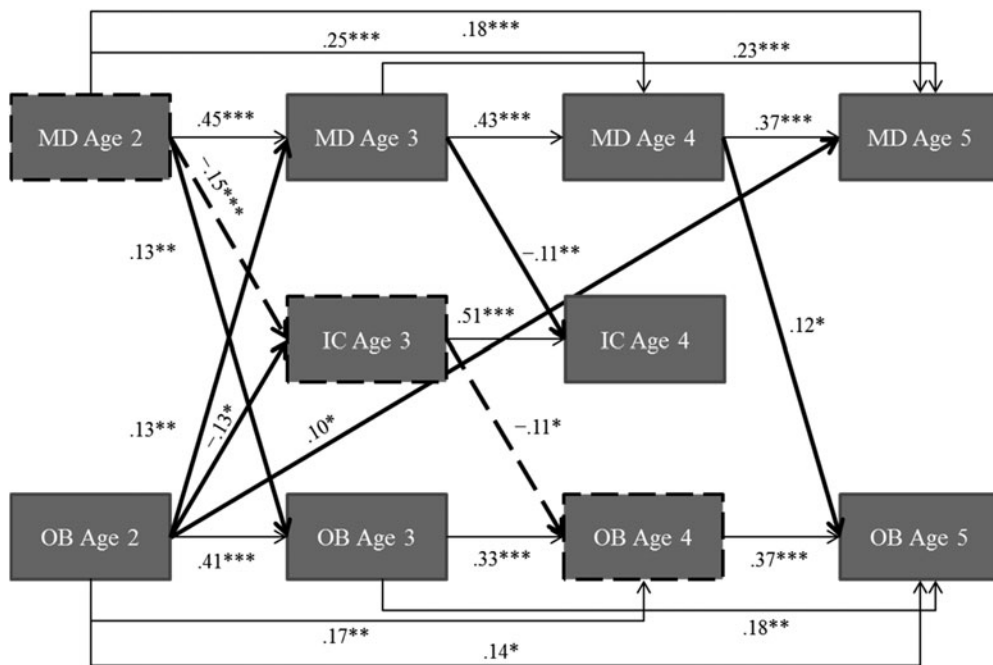 .18***
.25***
.23***
MD Age 2
.45***
MD Age 3
.43***
MD Age 4
.37***
MD Age 5
−.15***
.13**
−.11**
IC Age 3
.51***
IC Age 4
.12*
.13**
−.13*
.10*
−.11*
OB Age 2
.41***
OB Age 3
.33***
OB Age 4
.37***
OB Age 5
.17**
.18**
.14*